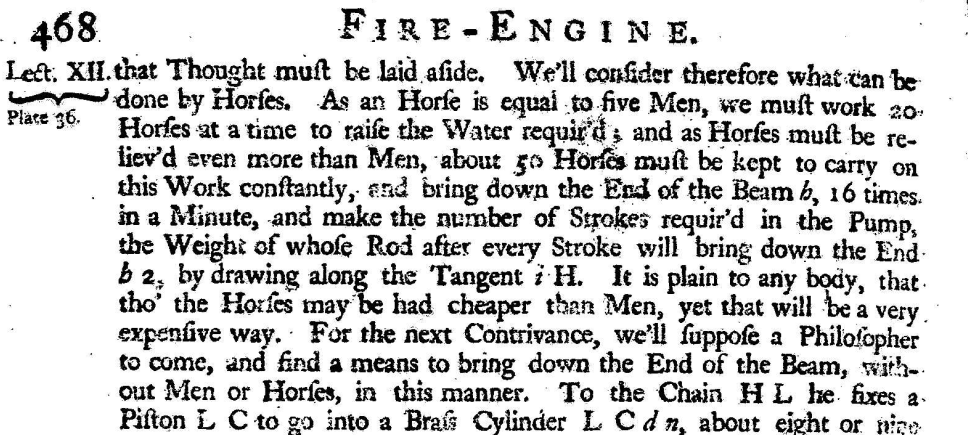 468 FIRE-ENGINE.
Lect. XII. that Thought muſt be laid aſide. We'll conſider therefore what can be
done by Horſes. As an Horſe is equal to five Men, we muſt work 20
Plate 36.
Horſes at a time to raiſe the Water requir'd; and as Horſes muſt be re-
liev'd even more than Men, about 50 Horſes muſt be kept to carry on
this Work conſtantly, and bring down the End of the Beam b, 16 times
in a Minute, and make the number of Strokes requir'd in the Pump,
the Weight of whoſe Rod after every Stroke will bring down the End
b 2, by drawing along the Tangent i H. It is plain to any body, that
tho' the Horſes may be had cheaper than Men, yet that will be a very
expenſive way. For the next Contrivance, we'll ſuppoſe a Philoſopher
to come, and find a means to bring down the End of the Beam, with-
out Men or Horſes, in this manner. To the Chain H L he fixes a
Piſton L C to go into a Braſs Cylinder L C d n, about eight or nine